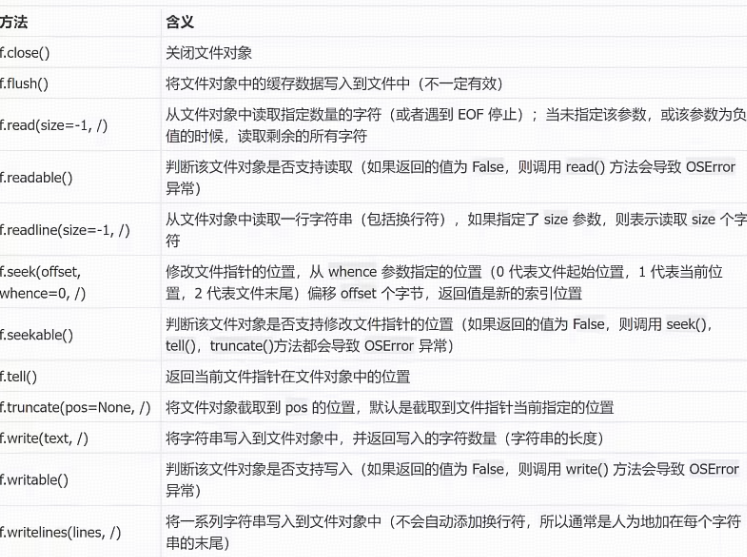 方法 含义
f.close() 关闭文件对象
f.flush() 将文件对象中的缓存数据写入到文件中（不一定有效）
f.read(size=-1, /) 从文件对象中读取指定数量的字符（或者遇到 EOF 停止）；当未指定该参数，或该参数为负
值的时候，读取剩余的所有字符
f.readable() 判断该文件对象是否支持读取（如果返回的值为 False，则调用 read() 方法会导致 OSError
异常）
f.readline(size=-1, /) 从文件对象中读取一行字符串（包括换行符），如果指定了 size 参数，则表示读取 size 个字
符
f.seek(offset, 修改文件指针的位置，从 whence 参数指定的位置（0 代表文件起始位置，1 代表当前位
whence=0, /) 置，2 代表文件末尾）偏移 offset 个字节，返回值是新的索引位置
f.seekable() 判断该文件对象是否支持修改文件指针的位置（如果返回的值为 False，则调用 seek()，
tell()，truncate()方法都会导致 OSError 异常）
f.tell() 返回当前文件指针在文件对象中的位置
f.truncate(pos=None, /) 将文件对象截取到 pos 的位置，默认是截取到文件指针当前指定的位置
f.write(text, /) 将字符串写入到文件对象中，并返回写入的字符数量（字符串的长度）
f.writable() 判断该文件对象是否支持写入（如果返回的值为 False，则调用 write() 方法会导致 OSError
异常）
f.writelines(lines, /) 将一系列字符串写入到文件对象中（不会自动添加换行符，所以通常是人为地加在每个字符
串的末尾）